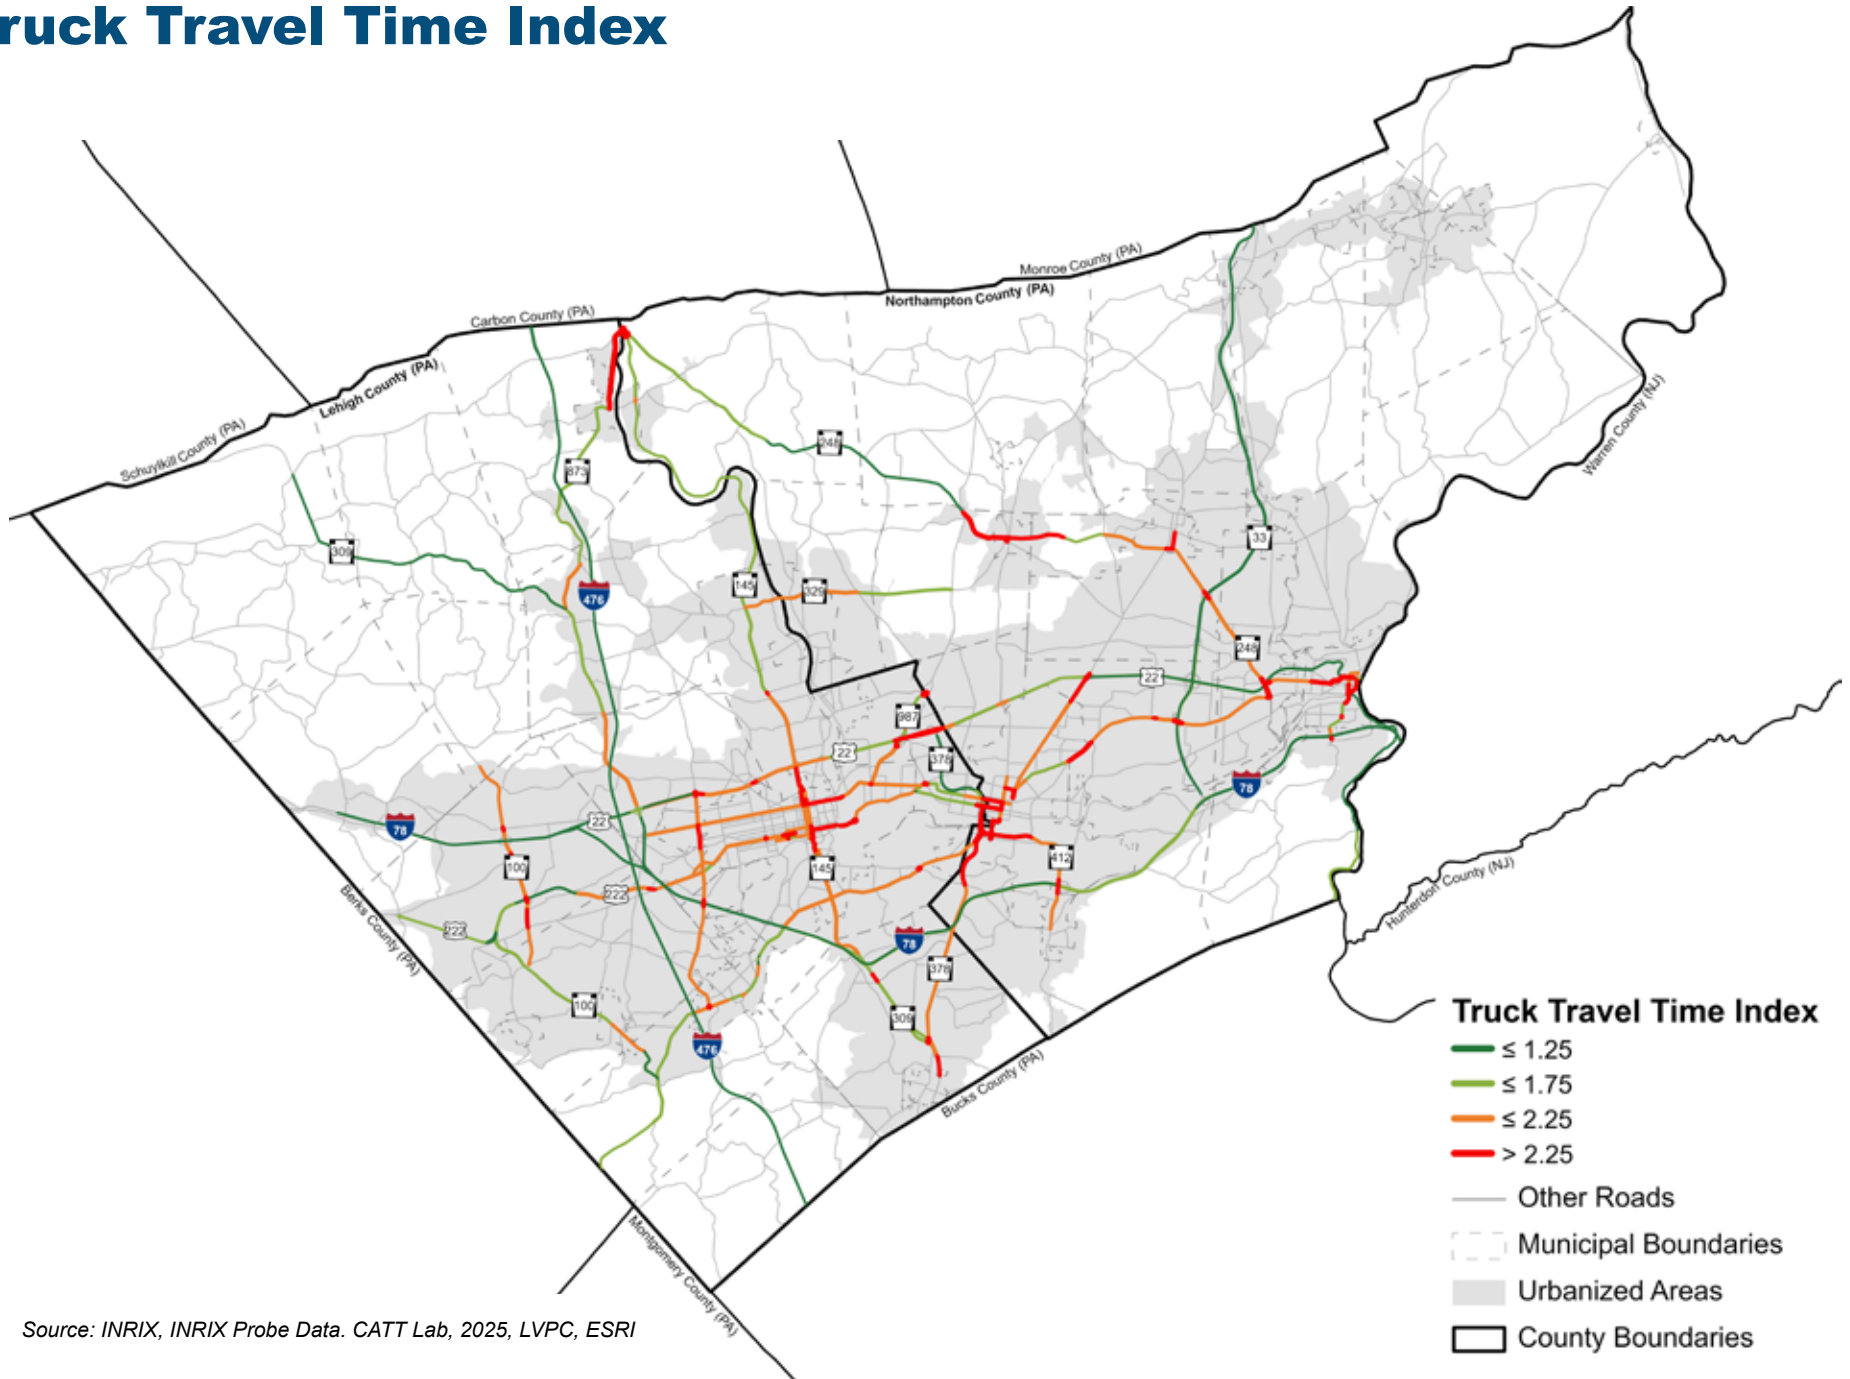 ruck Travel Time Index
Carbon County (PA)
Monroe County (PA)
Northampton County (PA)
Lehigh County (PA)
Schuylkill County (PA)
Warren County (NJ)
248
873
309
33
476
145
329
248
22
987
22
378
78
78
22
100
145
412
222
222
78
378
100
309
476
Berks County (PA)
Hunterdon County (NJ)
Bucks County (PA)
Montgomery County (PA)
Truck Travel Time Index
≤ 1.25
≤ 1.75
≤ 2.25
> 2.25
Other Roads
Municipal Boundaries
Urbanized Areas
County Boundaries
Source: INRIX, INRIX Probe Data. CATT Lab, 2025, LVPC, ESRI